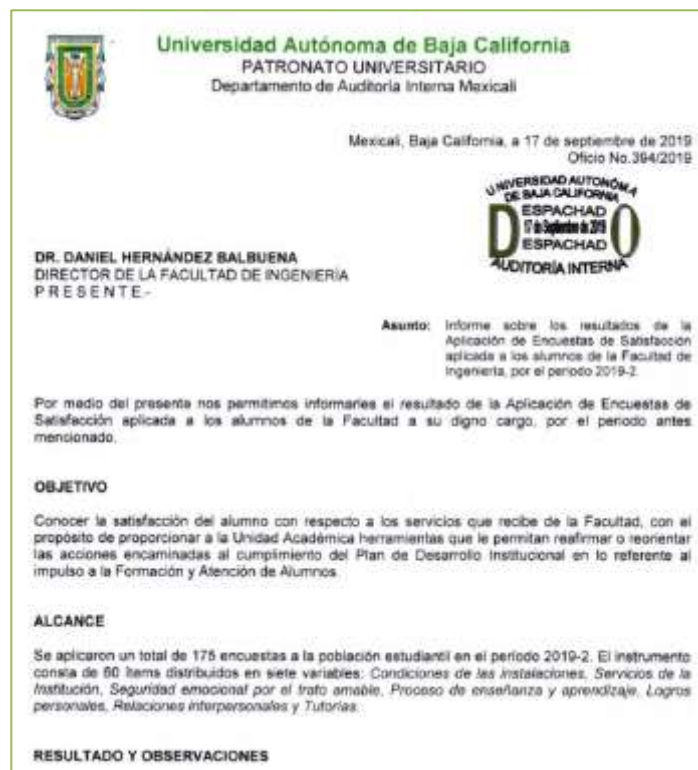 Universidad Autónoma de Baja California
PATRONATO UNIVERSITARIO
Departamento de Auditoría Interna Mexicali
Mexicali, Baja California, a 17 de septiembre de 2019
Oficio No.394/2019
UNIVERSIDAD AUTÓNOMA
DE BAJA CALIFORNIA
DESPACHADO
17 de Septiembre de 2019
ESPACHAD
AUDITORÍA INTERNA
DR. DANIEL HERNÁNDEZ BALBUENA
DIRECTOR DE LA FACULTAD DE INGENIERÍA
P R E S E N T E.-
Asunto: Informe sobre los resultados de la
Aplicación de Encuestas de Satisfacción
aplicada a los alumnos de la Facultad de
Ingeniería, por el periodo 2019-2.
Por medio del presente nos permitimos informarles el resultado de la Aplicación de Encuestas de
Satisfacción aplicada a los alumnos de la Facultad a su digno cargo, por el periodo antes
mencionado.
OBJETIVO
Conocer la satisfacción del alumno con respecto a los servicios que recibe de la Facultad, con el
propósito de proporcionar a la Unidad Académica herramientas que le permitan reafirmar o reorientar
las acciones encaminadas al cumplimiento del Plan de Desarrollo Institucional en lo referente al
impulso a la Formación y Atención de Alumnos.
ALCANCE
Se aplicaron un total de 175 encuestas a la población estudiantil en el periodo 2019-2. El instrumento
consta de 60 ítems distribuidos en siete variables: Condiciones de las instalaciones, Servicios de la
Institución, Seguridad emocional por el trato amable, Proceso de enseñanza y aprendizaje, Logros
personales, Relaciones interpersonales y Tutorías.
RESULTADO Y OBSERVACIONES